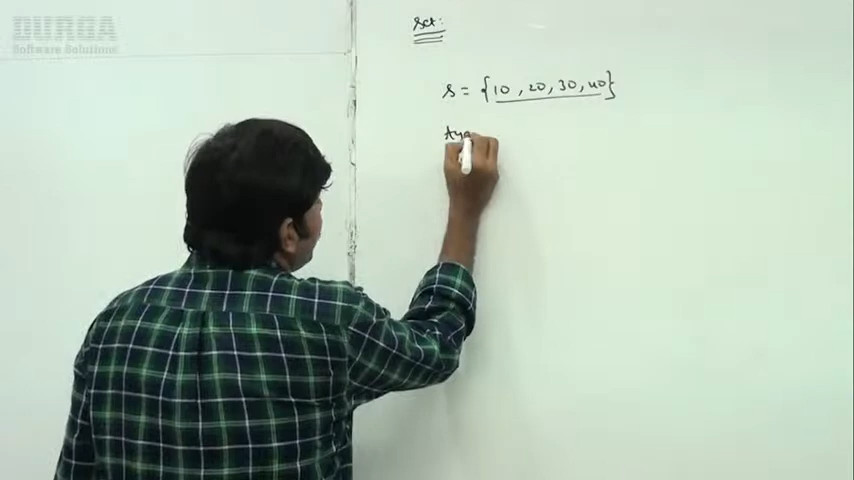 DURGA
Software Solutions
Set:
s = {10, 20, 30, 40}